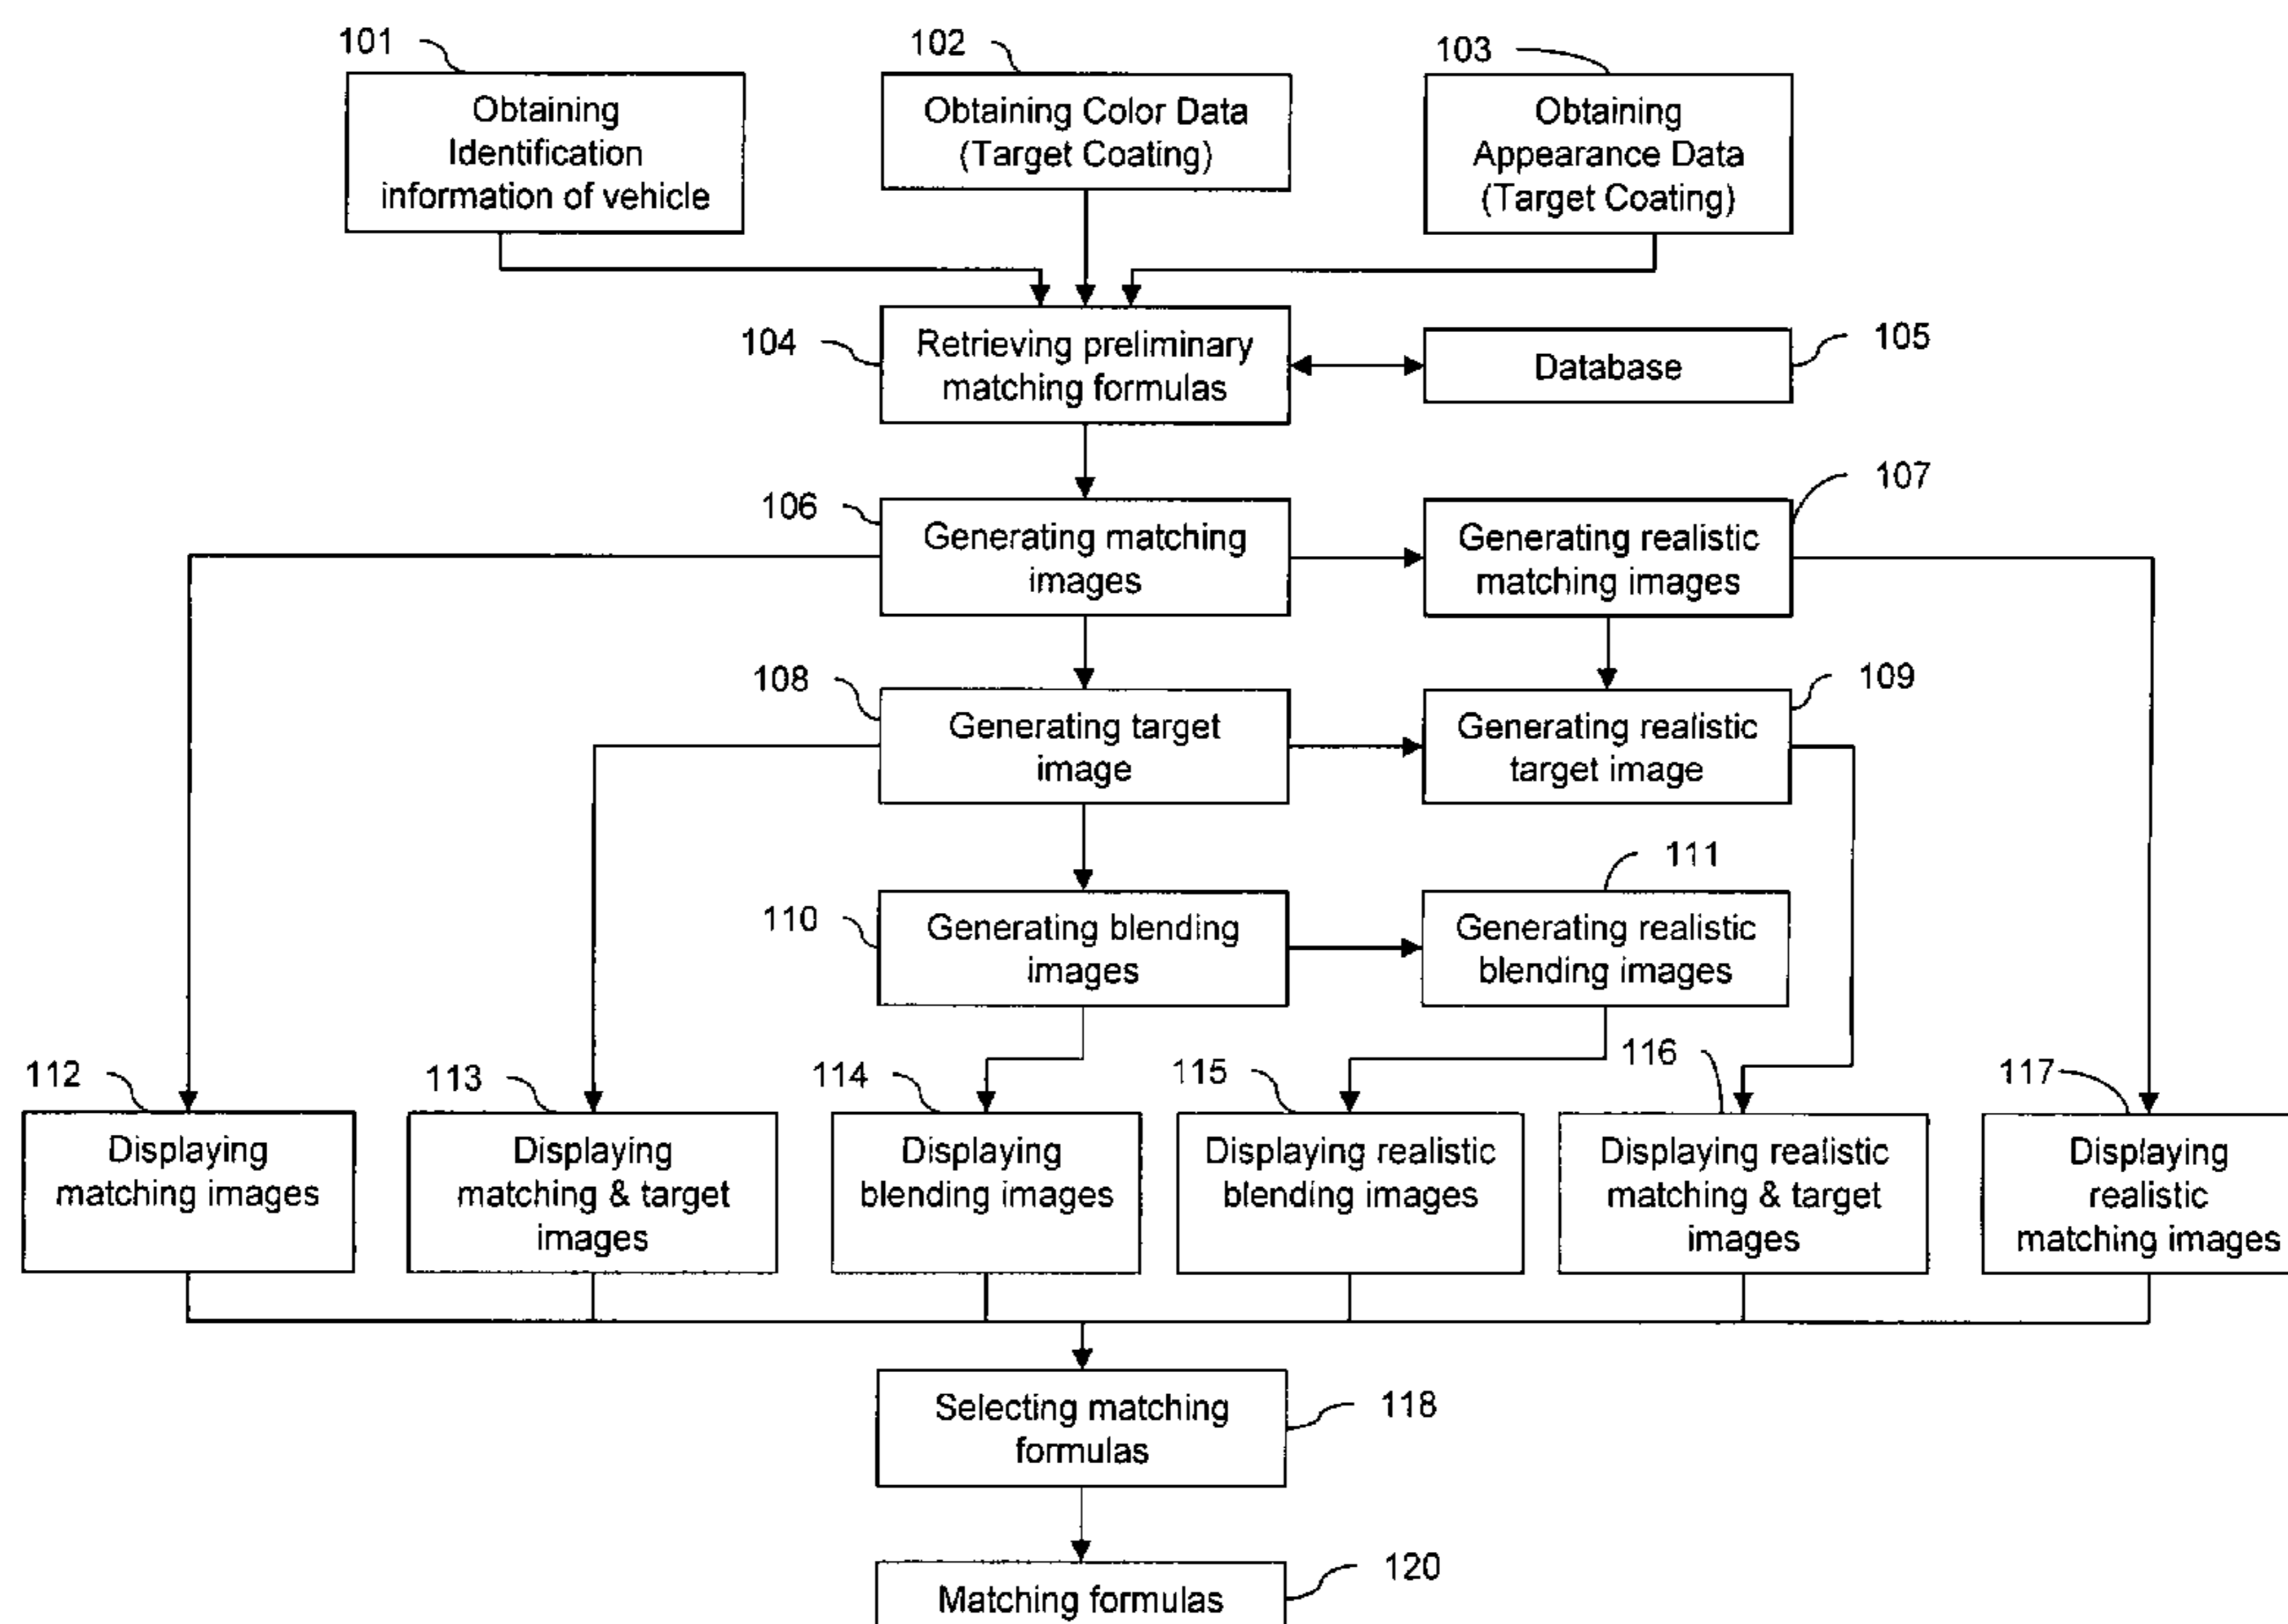 101
102
103
Obtaining
Identification
information of vehicle
Obtaining Color Data
(Target Coating)
Obtaining
Appearance Data
(Target Coating)
104
Retrieving preliminary
matching formulas
Database
105
106
Generating matching
images
Generating realistic
matching images
107
108
Generating target
image
Generating realistic
target image
109
110
Generating blending
images
111
Generating realistic
blending images
112
113
114
115
116
117
Displaying
matching images
Displaying
matching & target
images
Displaying
blending images
Displaying realistic
blending images
Displaying realistic
matching & target
images
Displaying
realistic
matching images
Selecting matching
formulas
118
Matching formulas
120